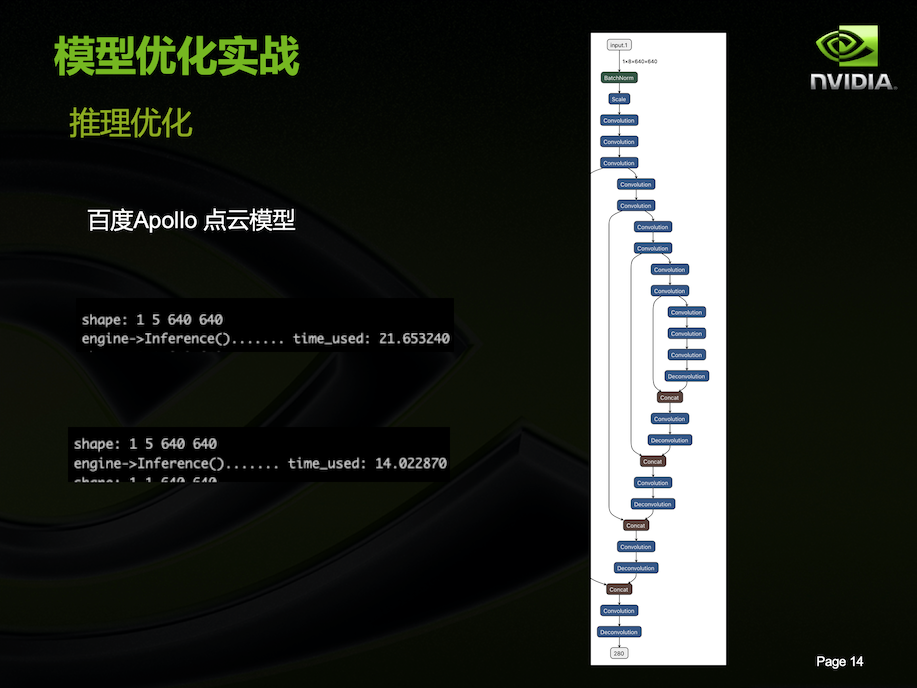 模型优化实战
推理优化
百度Apollo 点云模型
shape: 1 5 640 640
engine->Inference()....... time_used: 21.653240
shape: 1 5 640 640
engine->Inference()....... time_used: 14.022870
NVIDIA.
input.1
1×8×640×640
BatchNorm
Scale
Convolution
Convolution
Convolution
Convolution
Convolution
Convolution
Convolution
Convolution
Convolution
Convolution
Convolution
Convolution
Deconvolution
Concat
Convolution
Deconvolution
Concat
Convolution
Deconvolution
Concat
Convolution
Deconvolution
Concat
Convolution
Deconvolution
280
Page 14